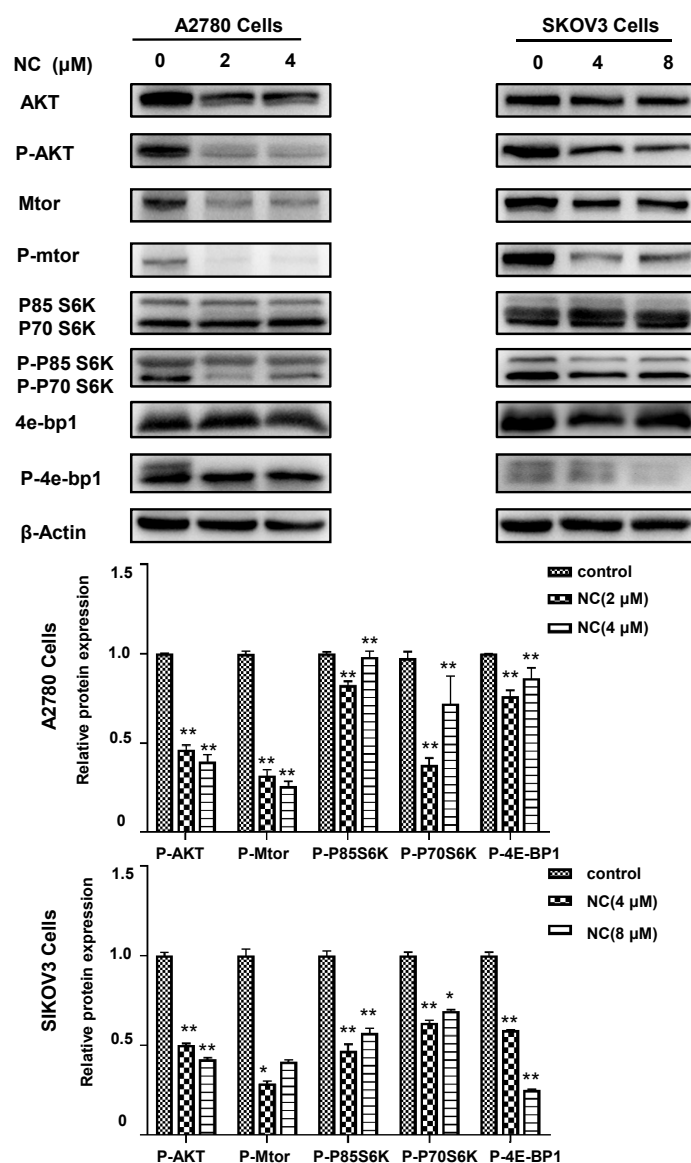 A2780 Cells
SKOV3 Cells
NC (μM) 0 2 4
0 4 8
AKT
P-AKT
Mtor
P-mtor
P85 S6K
P70 S6K
P-P85 S6K
P-P70 S6K
4e-bp1
P-4e-bp1
β-Actin
A2780 Cells
Relative protein expression
1.5
1.0
0.5
0
control
NC(2 μM)
NC(4 μM)
** ** ** ** ** ** ** ** ** **
P-AKT P-Mtor P-P85S6K P-P70S6K P-4E-BP1
SIKOV3 Cells
Relative protein expression
1.5
1.0
0.5
0
control
NC(4 μM)
NC(8 μM)
** ** * ** ** ** * ** **
P-AKT P-Mtor P-P85S6K P-P70S6K P-4E-BP1